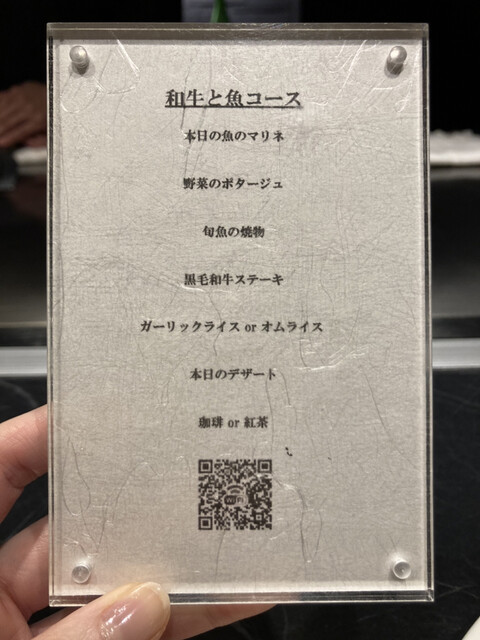 和牛と魚コース
本日の魚のマリネ
野菜のポタージュ
旬魚の焼物
黒毛和牛ステーキ
ガーリックライス or オムライス
本日のデザート
珈琲 or 紅茶
WiFi